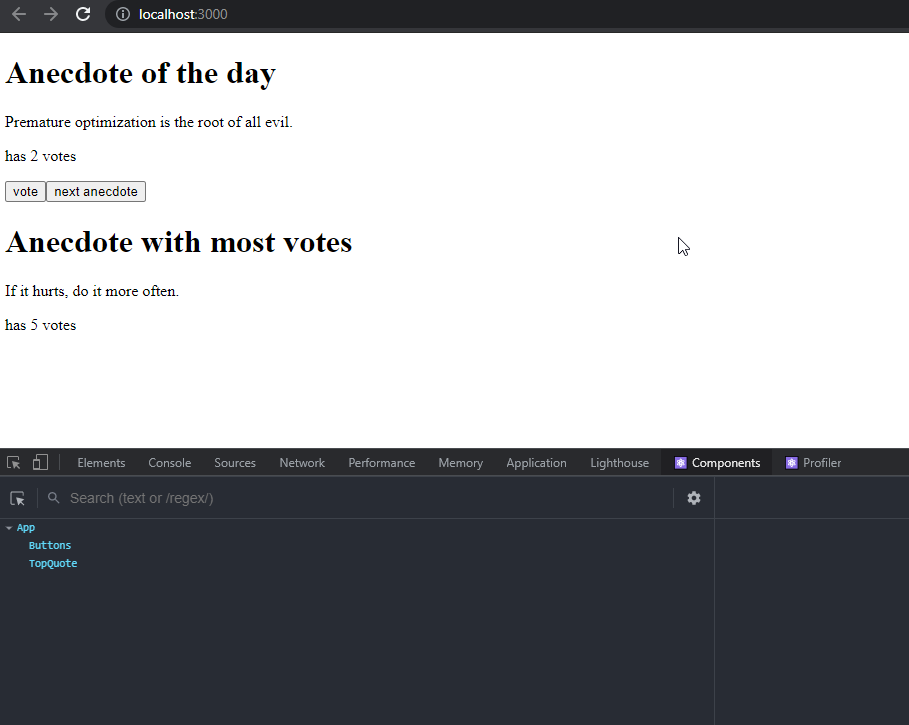 localhost:3000
Anecdote of the day
Premature optimization is the root of all evil.
has 2 votes
vote next anecdote
Anecdote with most votes
If it hurts, do it more often.
has 5 votes
Elements Console Sources Network Performance Memory Application Lighthouse Components Profiler
Search (text or /regex/)
App
Buttons
TopQuote